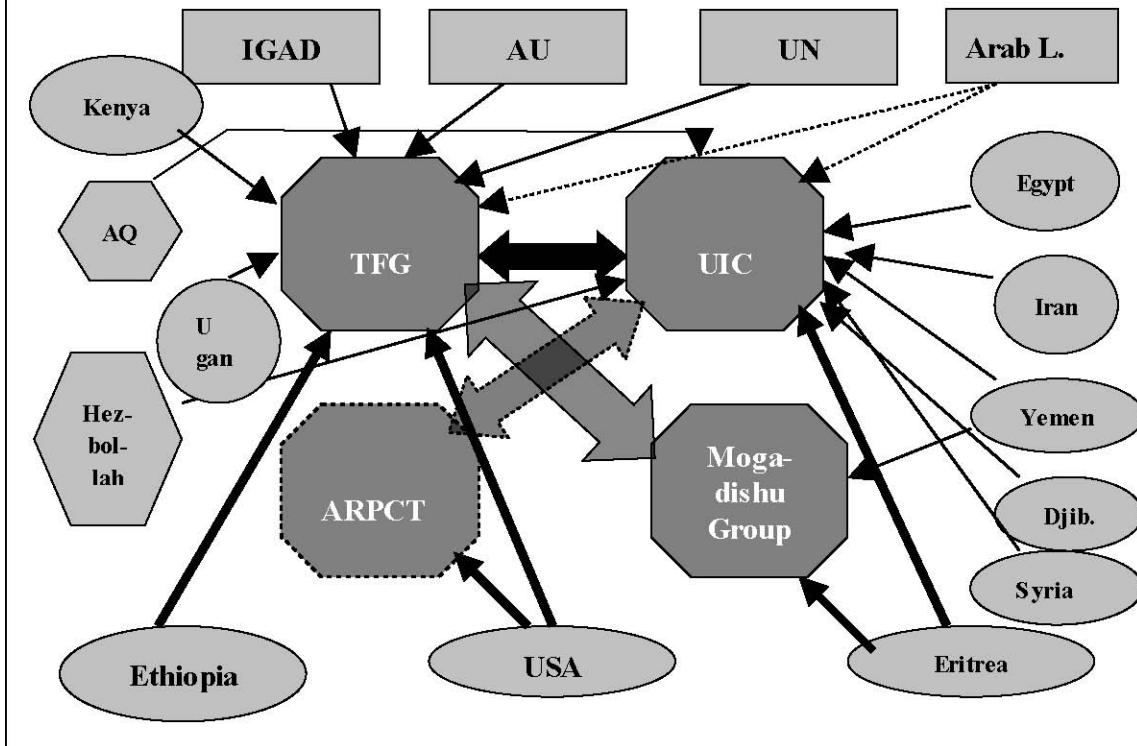 IGAD
AU
UN
Arab L.
Kenya
Egypt
AQ
TFG
UIC
Iran
U
gan
Hez-
bol-
lah
Yemen
ARPCT
Moga-
dishu
Group
Djib.
Syria
Ethiopia
USA
Eritrea